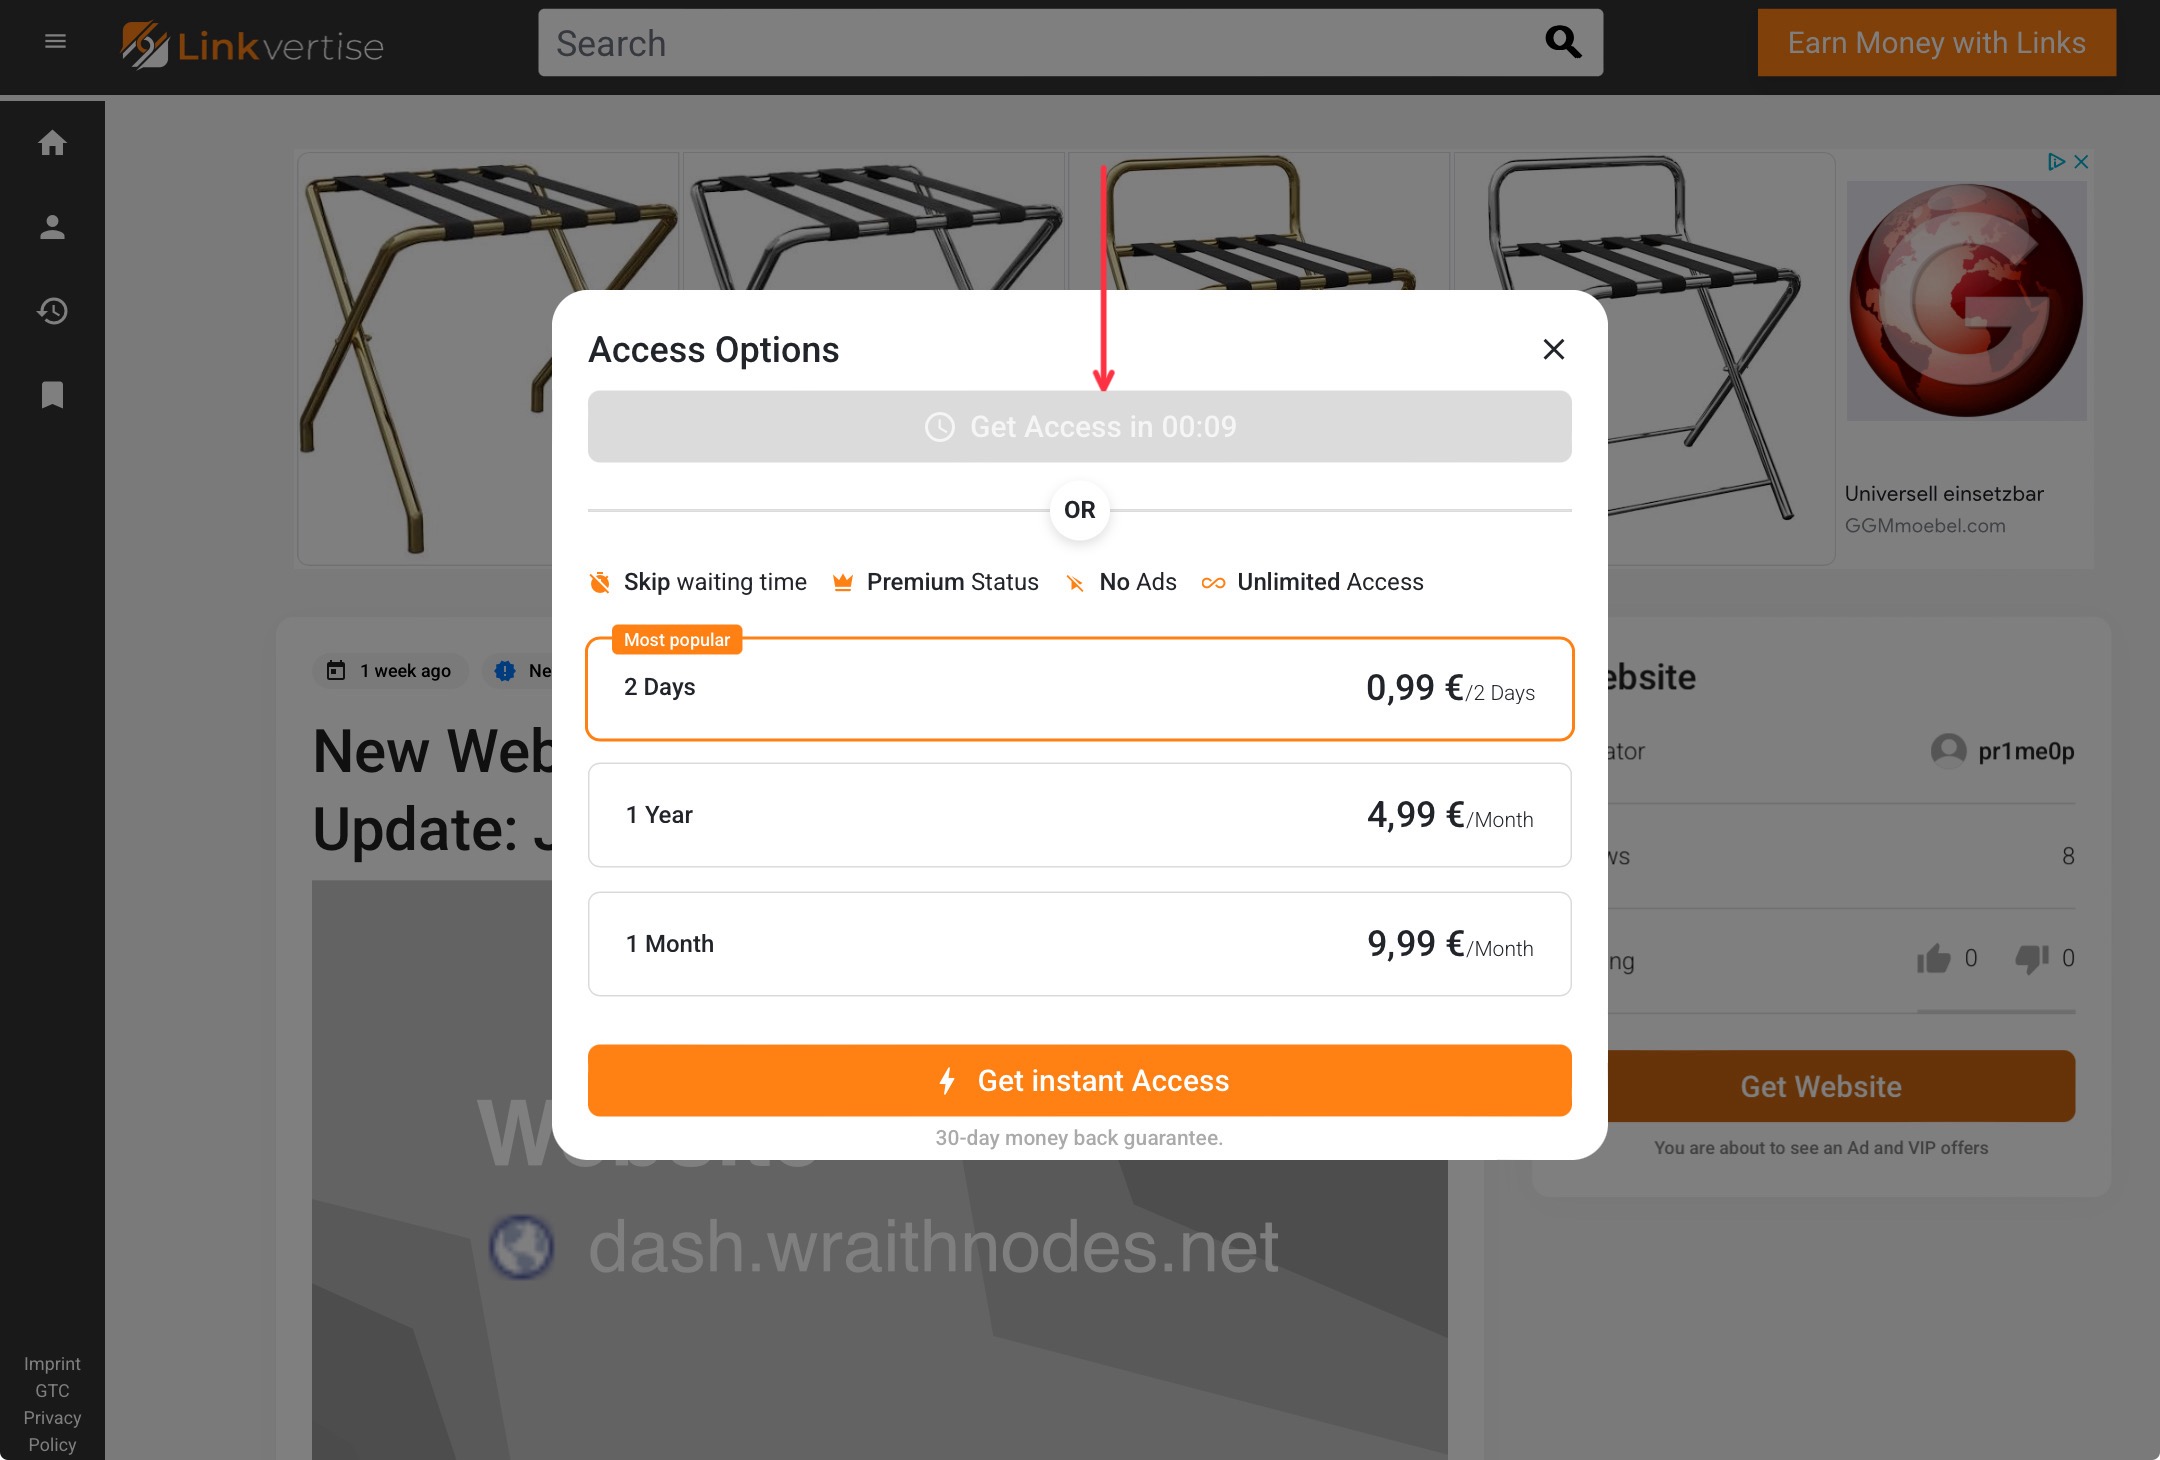 Linkvertise
Search
Earn Money with Links
Access Options
Get Access in 00:09
OR
Skip waiting time
Premium Status
No Ads
Unlimited Access
Most popular
2 Days
0,99 €/2 Days
1 Year
4,99 €/Month
1 Month
9,99 €/Month
Get instant Access
30-day money back guarantee.
Universell einsetzbar
GGMmoebel.com
1 week ago
Ne
New Web
Update: J
W
dash.wraithnodes.net
ebsite
ator
pr1me0p
ws
8
ng
0
0
Get Website
You are about to see an Ad and VIP offers
Imprint
GTC
Privacy
Policy